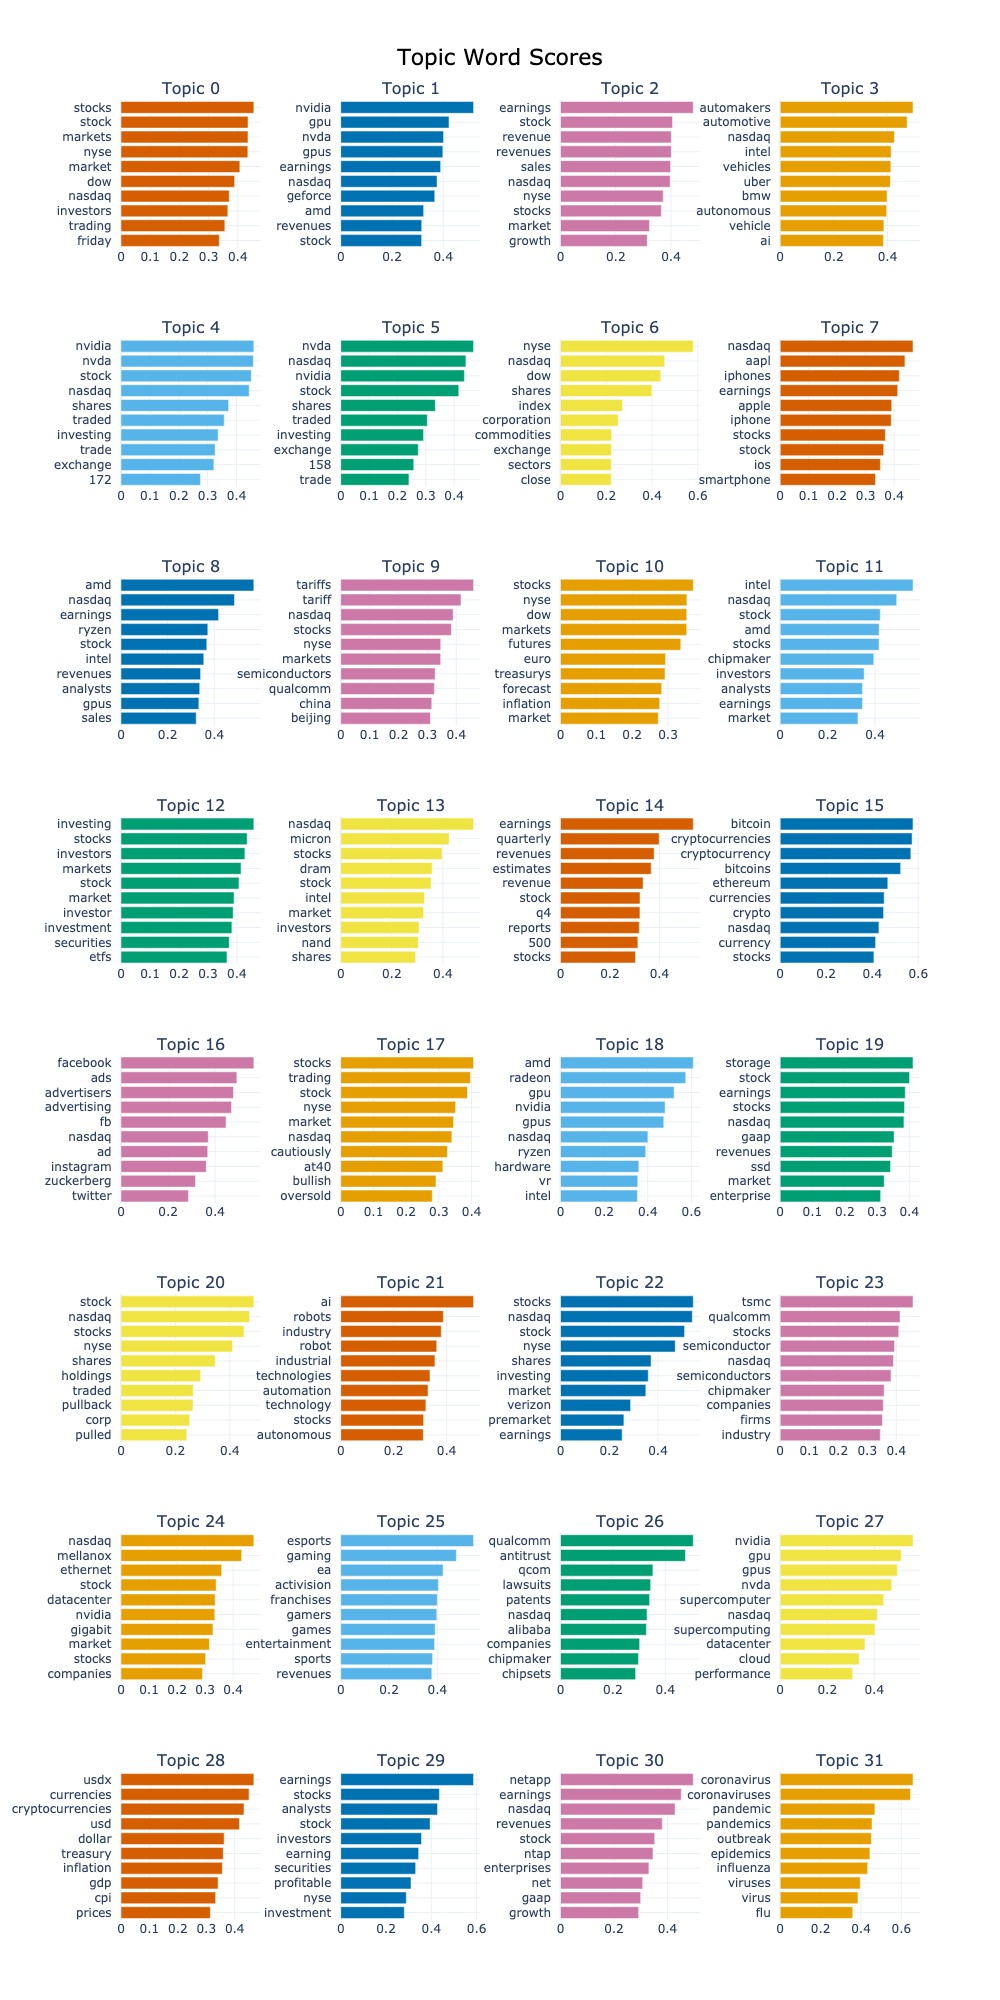 Topic Word Scores
Topic 0
stocks
stock
markets
nyse
market
dow
nasdaq
investors
trading
friday
0 0.1 0.2 0.3 0.4
Topic 1
nvidia
gpu
nvda
gpus
earnings
nasdaq
geforce
amd
revenues
stock
0 0.2 0.4
Topic 2
earnings
stock
revenue
revenues
sales
nasdaq
nyse
stocks
market
growth
0 0.2 0.4
Topic 3
automakers
automotive
nasdaq
intel
vehicles
uber
bmw
autonomous
vehicle
ai
0 0.2 0.4
Topic 4
nvidia
nvda
stock
nasdaq
shares
traded
investing
trade
exchange
172
0 0.1 0.2 0.3 0.4
Topic 5
nvda
nasdaq
nvidia
stock
shares
traded
investing
exchange
158
trade
0 0.1 0.2 0.3 0.4
Topic 6
nyse
nasdaq
dow
shares
index
corporation
commodities
exchange
sectors
close
0 0.2 0.4 0.6
Topic 7
nasdaq
aapl
iphones
earnings
apple
iphone
stocks
stock
ios
smartphone
0 0.1 0.2 0.3 0.4
Topic 8
amd
nasdaq
earnings
ryzen
stock
intel
revenues
analysts
gpus
sales
0 0.2 0.4
Topic 9
tariffs
tariff
nasdaq
stocks
nyse
markets
semiconductors
qualcomm
china
beijing
0 0.1 0.2 0.3 0.4
Topic 10
stocks
nyse
dow
markets
futures
euro
treasurys
forecast
inflation
market
0 0.1 0.2 0.3
Topic 11
intel
nasdaq
stock
amd
stocks
chipmaker
investors
analysts
earnings
market
0 0.2 0.4
Topic 12
investing
stocks
investors
markets
stock
market
investor
investment
securities
etfs
0 0.1 0.2 0.3 0.4
Topic 13
nasdaq
micron
stocks
dram
stock
intel
market
investors
nand
shares
0 0.2 0.4
Topic 14
earnings
quarterly
revenues
estimates
revenue
stock
q4
reports
500
stocks
0 0.2 0.4
Topic 15
bitcoin
cryptocurrencies
cryptocurrency
bitcoins
ethereum
currencies
crypto
nasdaq
currency
stocks
0 0.2 0.4 0.6
Topic 16
facebook
ads
advertisers
advertising
fb
nasdaq
ad
instagram
zuckerberg
twitter
0 0.2 0.4
Topic 17
stocks
trading
stock
nyse
market
nasdaq
cautiously
at40
bullish
oversold
0 0.1 0.2 0.3 0.4
Topic 18
amd
radeon
gpu
nvidia
gpus
nasdaq
ryzen
hardware
vr
intel
0 0.2 0.4 0.6
Topic 19
storage
stock
earnings
stocks
nasdaq
gaap
revenues
ssd
market
enterprise
0 0.1 0.2 0.3 0.4
Topic 20
stock
nasdaq
stocks
nyse
shares
holdings
traded
pullback
corp
pulled
0 0.2 0.4
Topic 21
ai
robots
industry
robot
industrial
technologies
automation
technology
stocks
autonomous
0 0.2 0.4
Topic 22
stocks
nasdaq
stock
nyse
shares
investing
market
verizon
premarket
earnings
0 0.2 0.4
Topic 23
tsmc
qualcomm
stocks
semiconductor
nasdaq
semiconductors
chipmaker
companies
firms
industry
0 0.1 0.2 0.3 0.4
Topic 24
nasdaq
mellanox
ethernet
stock
datacenter
nvidia
gigabit
market
stocks
companies
0 0.1 0.2 0.3 0.4
Topic 25
esports
gaming
ea
activision
franchises
gamers
games
entertainment
sports
revenues
0 0.2 0.4
Topic 26
qualcomm
antitrust
qcom
lawsuits
patents
nasdaq
alibaba
companies
chipmaker
chipsets
0 0.2 0.4
Topic 27
nvidia
gpu
gpus
nvda
supercomputer
nasdaq
supercomputing
datacenter
cloud
performance
0 0.2 0.4
Topic 28
usdx
currencies
cryptocurrencies
usd
dollar
treasury
inflation
gdp
cpi
prices
0 0.1 0.2 0.3 0.4
Topic 29
earnings
stocks
analysts
stock
investors
earning
securities
profitable
nyse
investment
0 0.2 0.4 0.6
Topic 30
netapp
earnings
nasdaq
revenues
stock
ntap
enterprises
net
gaap
growth
0 0.2 0.4
Topic 31
coronavirus
coronaviruses
pandemic
pandemics
outbreak
epidemics
influenza
viruses
virus
flu
0 0.2 0.4 0.6